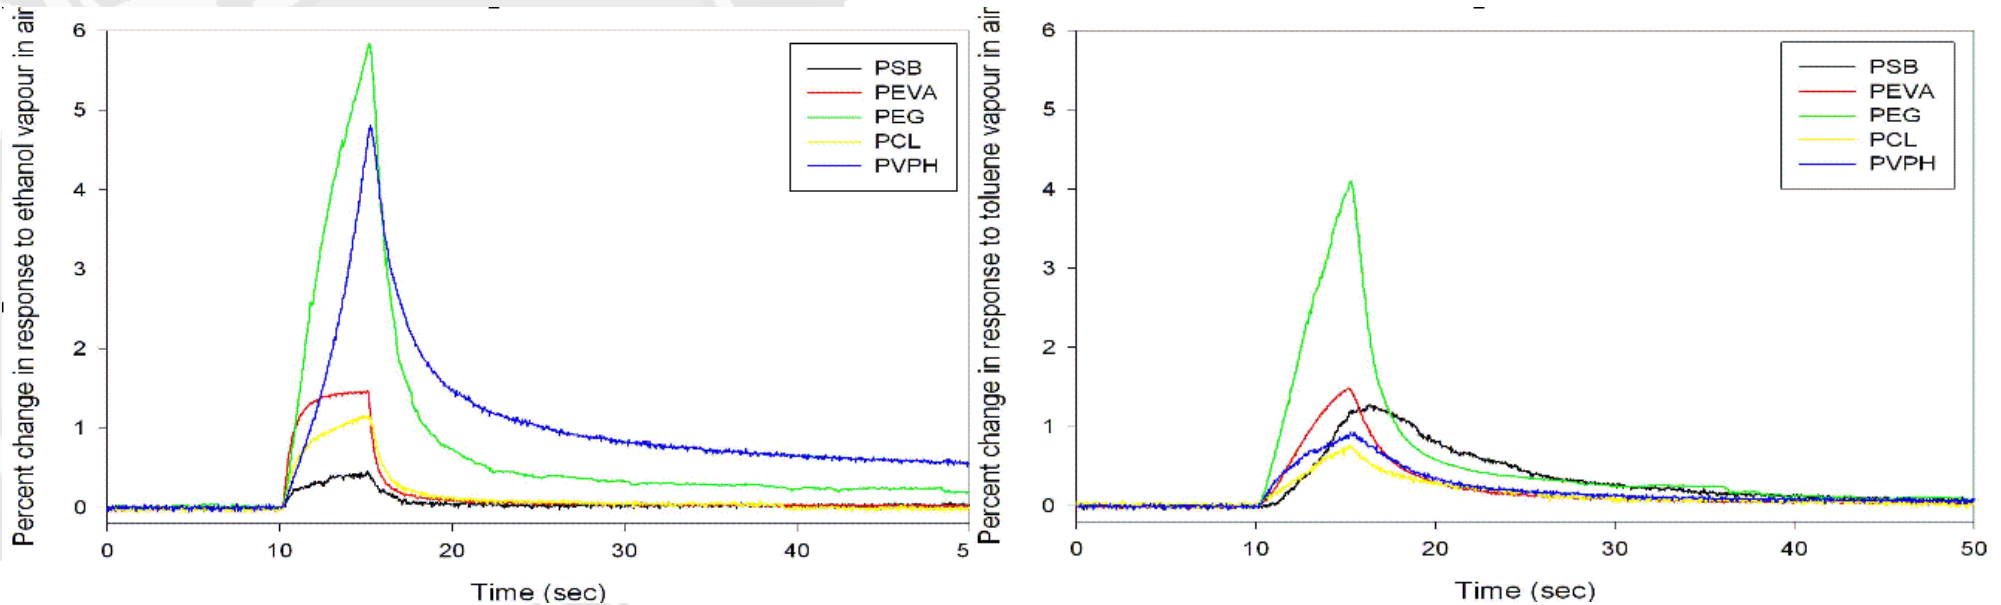 Percent change in response to ethanol vapour in air
6
5
4
3
2
1
0
0 10 20 30 40 5
Time (sec)
PSB
PEVA
PEG
PCL
PVPH
Percent change in response to toluene vapour in air
6
5
4
3
2
1
0
0 10 20 30 40 50
Time (sec)
PSB
PEVA
PEG
PCL
PVPH